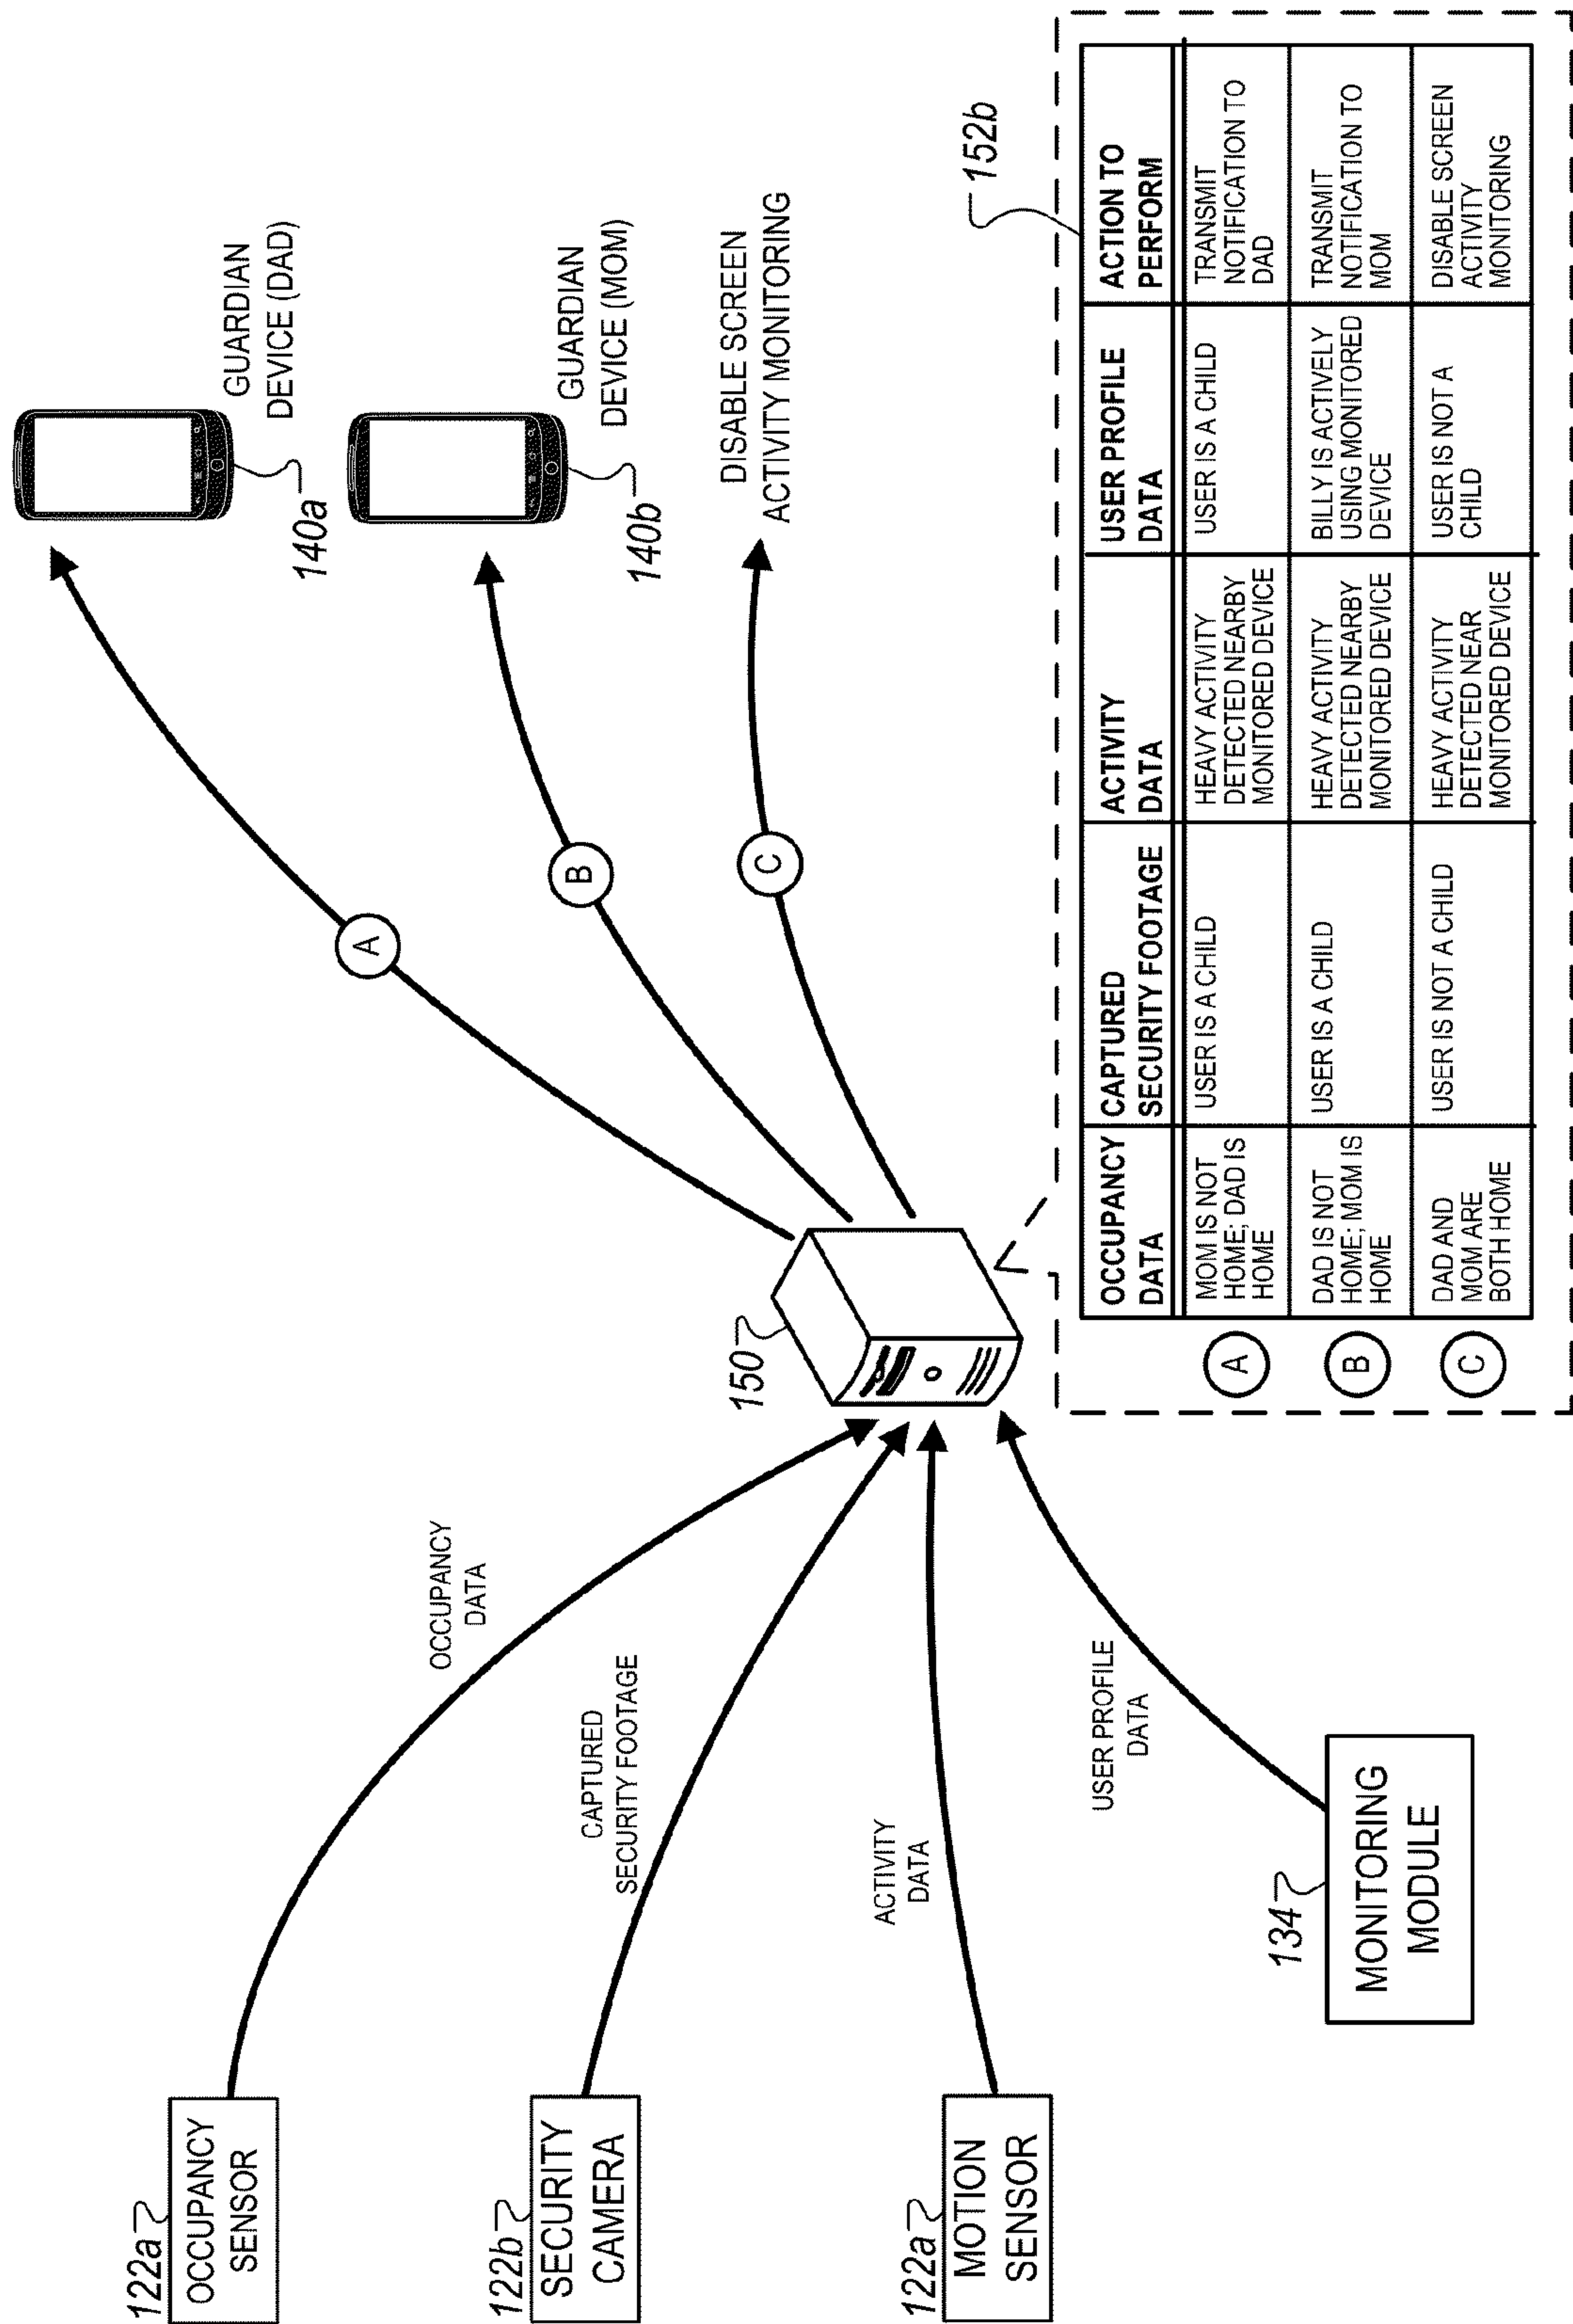 122a
OCCUPANCY
SENSOR
122b
SECURITY
CAMERA
122a
MOTION
SENSOR
134
MONITORING
MODULE
OCCUPANCY
DATA
CAPTURED
SECURITY FOOTAGE
ACTIVITY
DATA
USER PROFILE
DATA
150
A
B
C
140a
GUARDIAN
DEVICE (DAD)
140b
GUARDIAN
DEVICE (MOM)
DISABLE SCREEN
ACTIVITY MONITORING
152b
OCCUPANCY
DATA
CAPTURED
SECURITY FOOTAGE
ACTIVITY
DATA
USER PROFILE
DATA
ACTION TO
PERFORM
A
MOM IS NOT
HOME; DAD IS
HOME
USER IS A CHILD
HEAVY ACTIVITY
DETECTED NEARBY
MONITORED DEVICE
USER IS A CHILD
TRANSMIT
NOTIFICATION TO
DAD
B
DAD IS NOT
HOME; MOM IS
HOME
USER IS A CHILD
HEAVY ACTIVITY
DETECTED NEARBY
MONITORED DEVICE
BILLY IS ACTIVELY
USING MONITORED
DEVICE
TRANSMIT
NOTIFICATION TO
MOM
C
DAD AND
MOM ARE
BOTH HOME
USER IS NOT A CHILD
HEAVY ACTIVITY
DETECTED NEAR
MONITORED DEVICE
USER IS NOT A
CHILD
DISABLE SCREEN
ACTIVITY
MONITORING